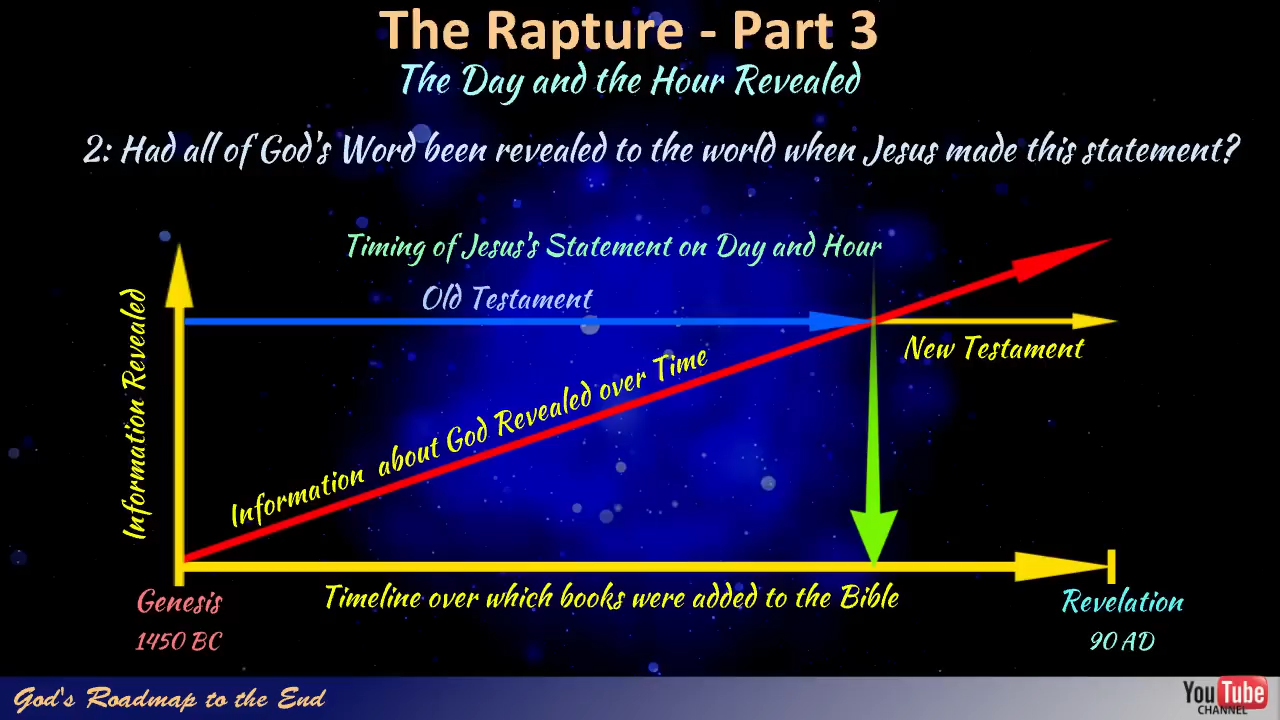 The Rapture - Part 3
The Day and the Hour Revealed
2: Had all of God's Word been revealed to the world when Jesus made this statement?
Timing of Jesus's Statement on Day and Hour
Old Testament
New Testament
Information about God Revealed over Time
Information Revealed
Timeline over which books were added to the Bible
Genesis
1450 BC
Revelation
90 AD
God's Roadmap to the End
YouTube
CHANNEL